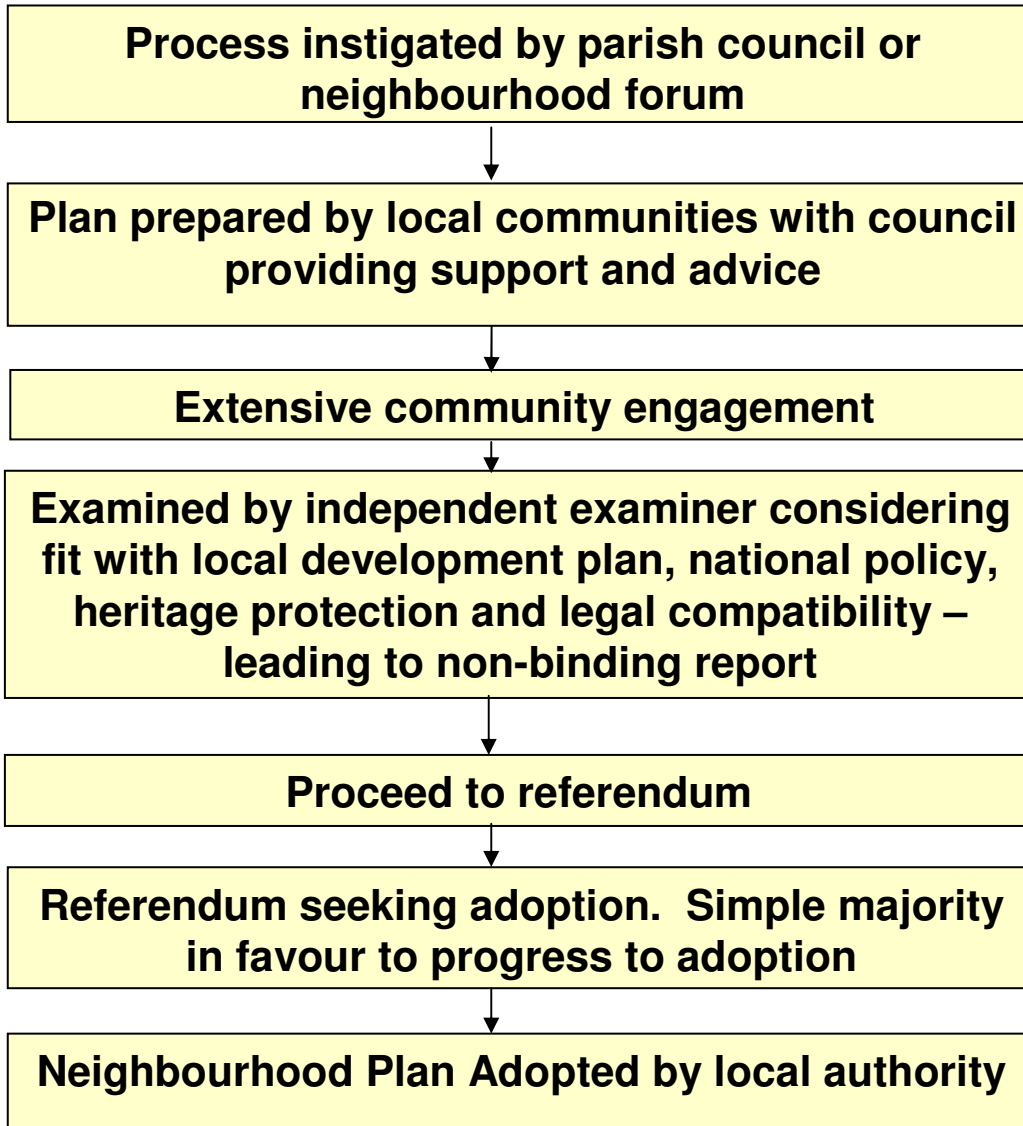 Process instigated by parish council or
neighbourhood forum
Plan prepared by local communities with council
providing support and advice
Extensive community engagement
Examined by independent examiner considering
fit with local development plan, national policy,
heritage protection and legal compatibility –
leading to non-binding report
Proceed to referendum
Referendum seeking adoption.  Simple majority
in favour to progress to adoption
Neighbourhood Plan Adopted by local authority